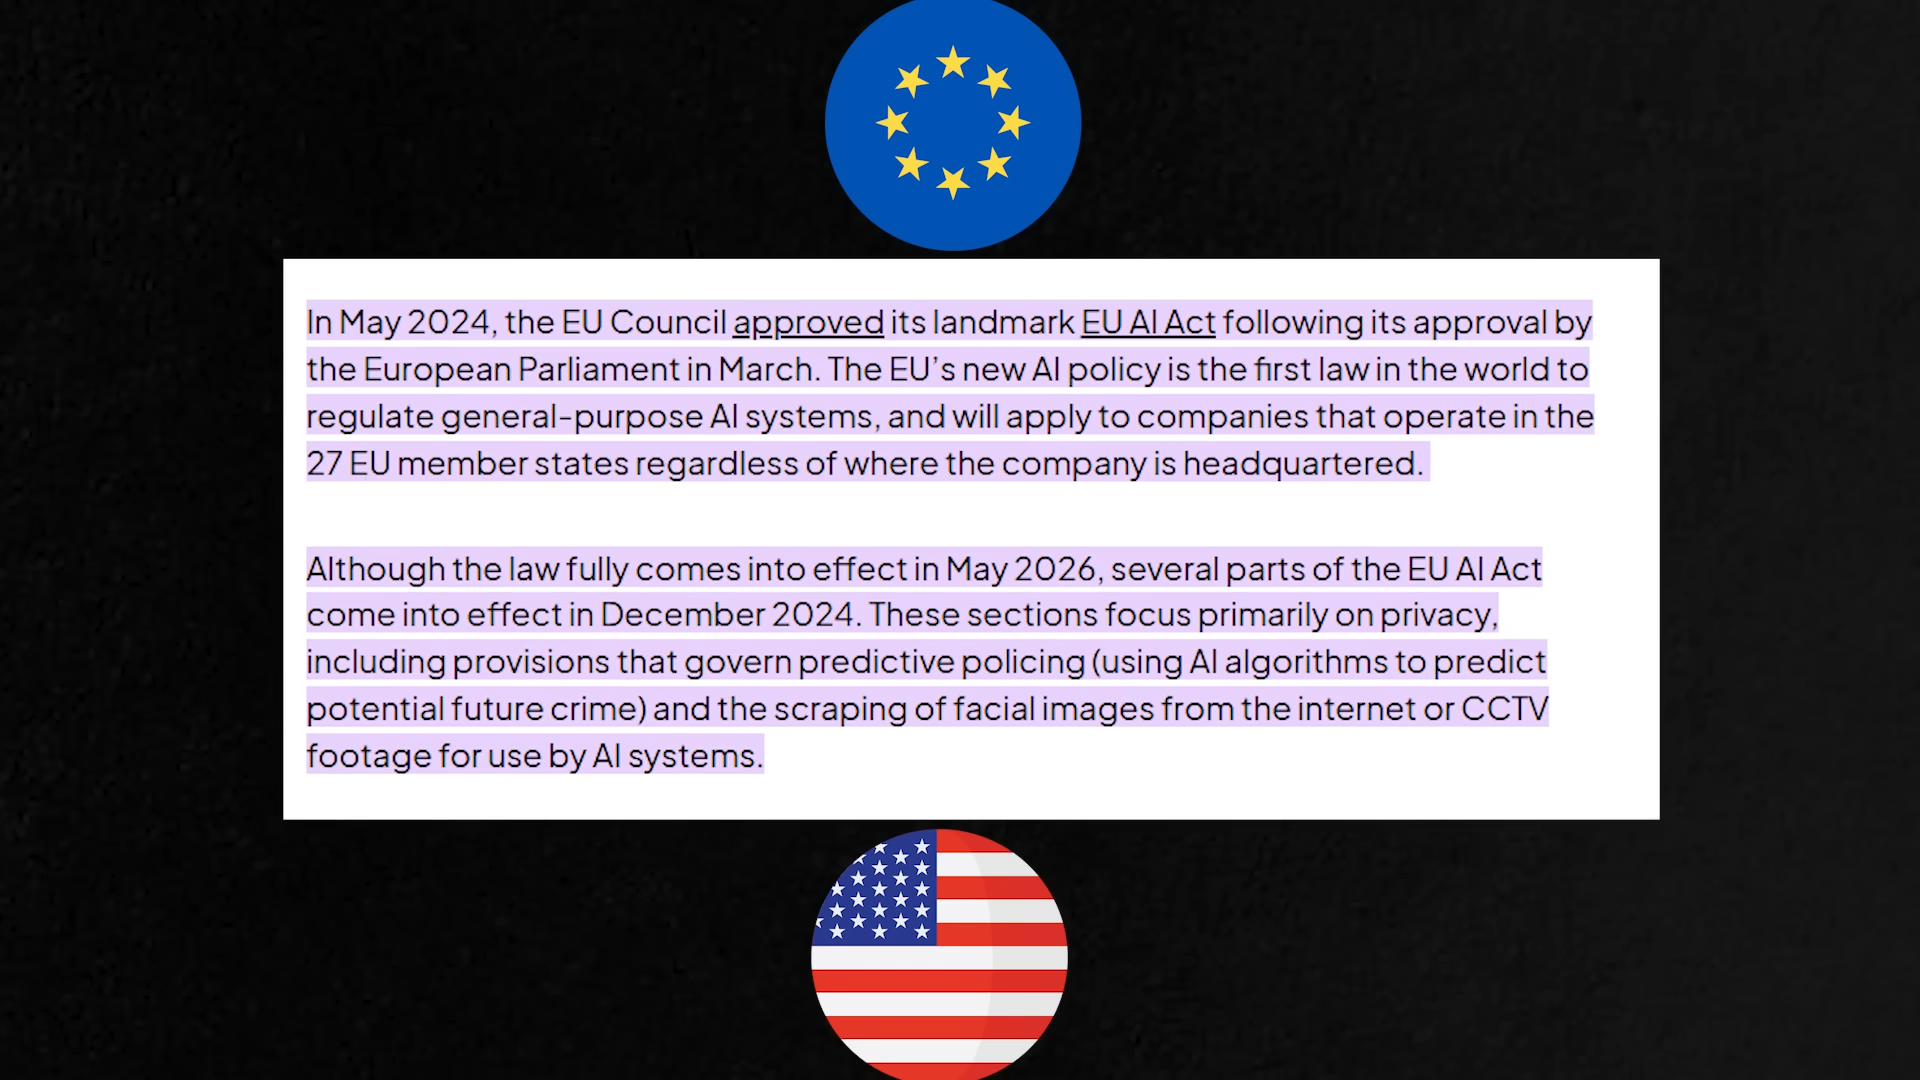 In May 2024, the EU Council approved its landmark EU AI Act following its approval by
the European Parliament in March. The EU’s new AI policy is the first law in the world to
regulate general-purpose AI systems, and will apply to companies that operate in the
27 EU member states regardless of where the company is headquartered.
Although the law fully comes into effect in May 2026, several parts of the EU AI Act
come into effect in December 2024. These sections focus primarily on privacy,
including provisions that govern predictive policing (using AI algorithms to predict
potential future crime) and the scraping of facial images from the internet or CCTV
footage for use by AI systems.